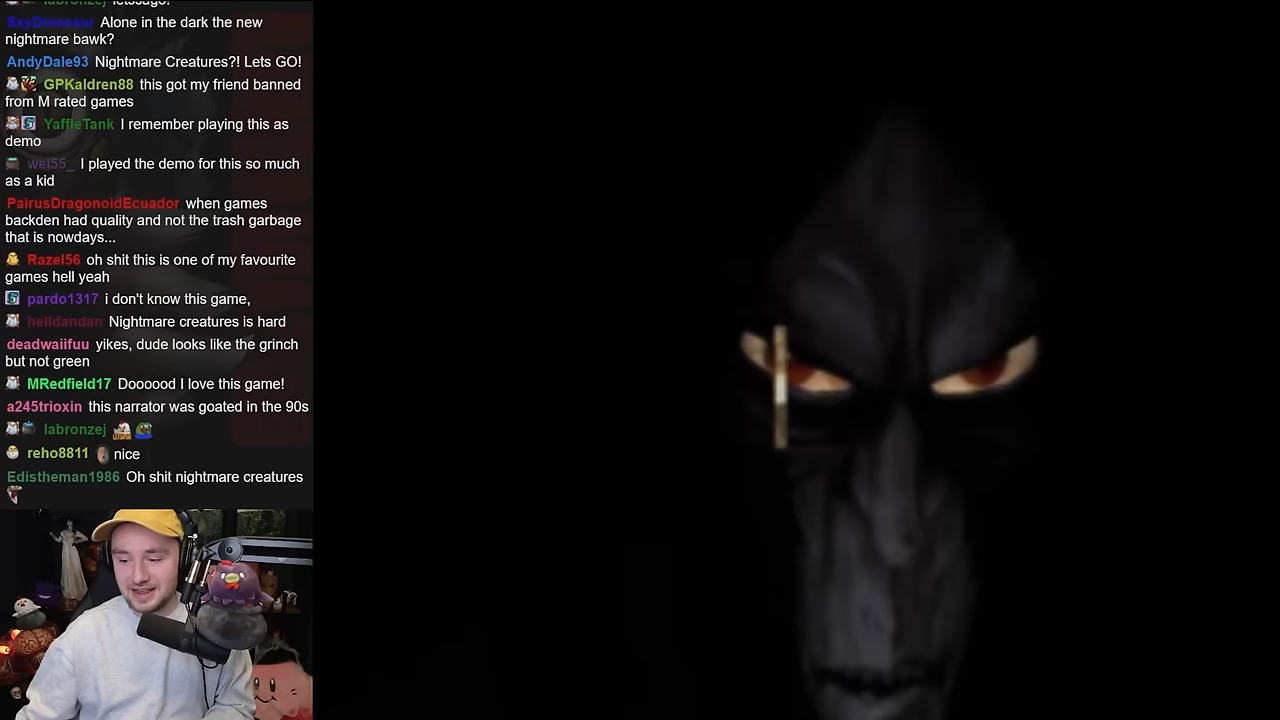 labronzej letssago!
SxyDinosaur Alone in the dark the new
nightmare bawk?
AndyDale93 Nightmare Creatures?! Lets GO!
GPKaldren88 this got my friend banned
from M rated games
YaffleTank I remember playing this as
demo
wei55_ I played the demo for this so much
as a kid
PairusDragonoidEcuador when games
backden had quality and not the trash garbage
that is nowdays...
Razel56 oh shit this is one of my favourite
games hell yeah
pardo1317 i don't know this game,
helldandan Nightmare creatures is hard
deadwaiifuu yikes, dude looks like the grinch
but not green
MRedfield17 Doooood I love this game!
a245trioxin this narrator was goated in the 90s
labronzej
reho8811 nice
Edistheman1986 Oh shit nightmare creatures